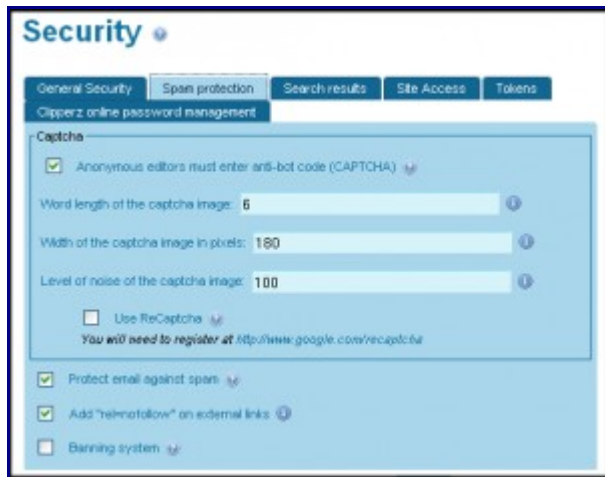 Security
General Security Spam protection Search results Site Access Tokens
Clipperz online password management
Captcha
Anonymous editors must enter anti-bot code (CAPTCHA)
Word length of the captcha image: 6
Width of the captcha image in pixels: 180
Level of noise of the captcha image: 100
Use ReCaptcha
You will need to register at http://www.google.com/recaptcha
Protect email against spam
Add "rel=nofollow" on external links
Banning system